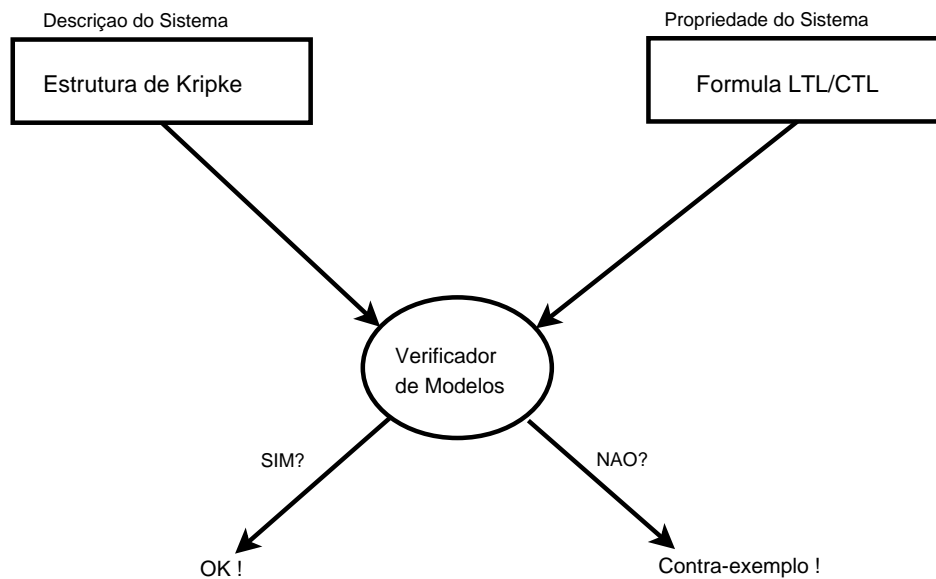 Descriçao do Sistema
Propriedade do Sistema
Estrutura de Kripke
Formula LTL/CTL
Verificador
de Modelos
SIM?
NAO?
OK !
Contra-exemplo !